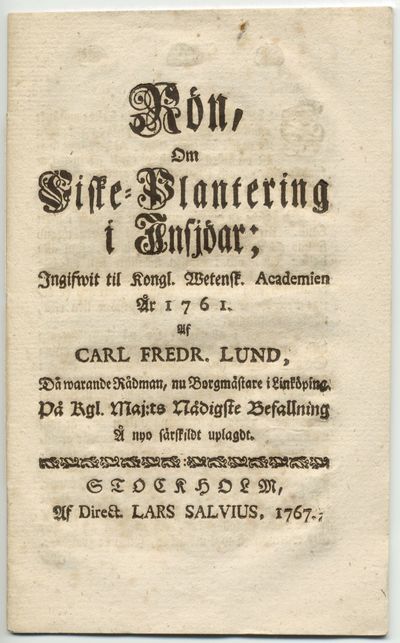 Rön,
Om
Fiske-Plantering
i Insjöar;
Ingifwit til Kongl. Wetensk. Academien
År 1761.
Af
CARL FREDR. LUND,
Då warande Rådman, nu Borgmästare i Linköping.
På Kgl. Maj:ts Nådigste Befallning
Å nyo särskildt uplagdt.
STOCKHOLM,
Af Direct. LARS SALVIUS, 1767.